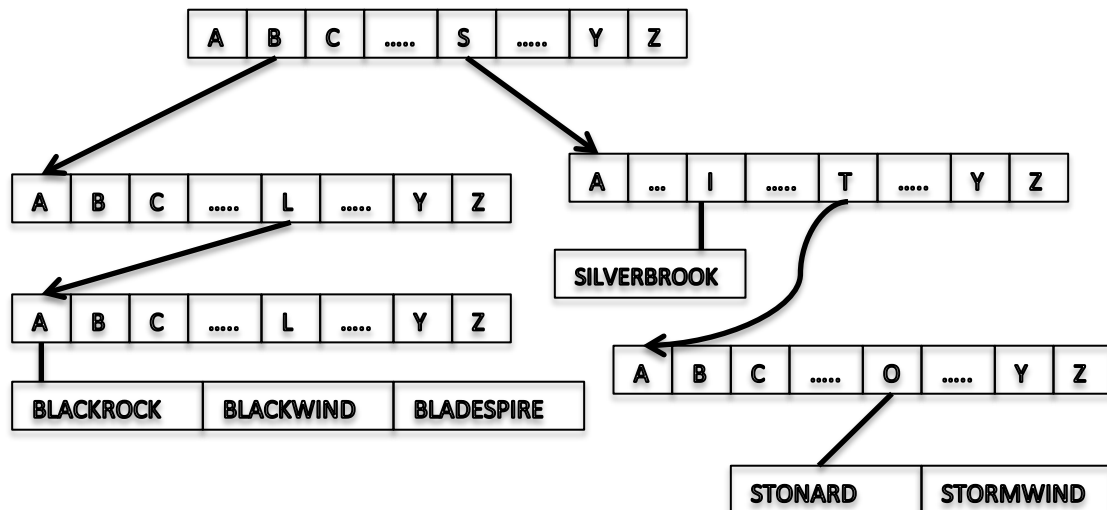 A B C ..... S ..... Y Z
A B C ..... L ..... Y Z
A ... I ..... T ..... Y Z
SILVERBROOK
A B C ..... L ..... Y Z
BLACKROCK BLACKWIND BLADESPIRE
A B C ..... O ..... Y Z
STONARD STORMWIND